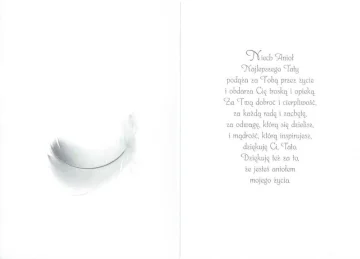 Niech Anioł
Najlepszego Taty
podąża za Tobą przez życie
i obdarza Cię troską i opieką
Za Twą dobroć i cierpliwość,
za każdą radę i zachętę,
za odwagę, którą się dzielisz,
i mądrość, którą inspirujesz,
dziękuję Ci, Tato.
Dziękuję też za to,
że jesteś aniołem
mojego życia.